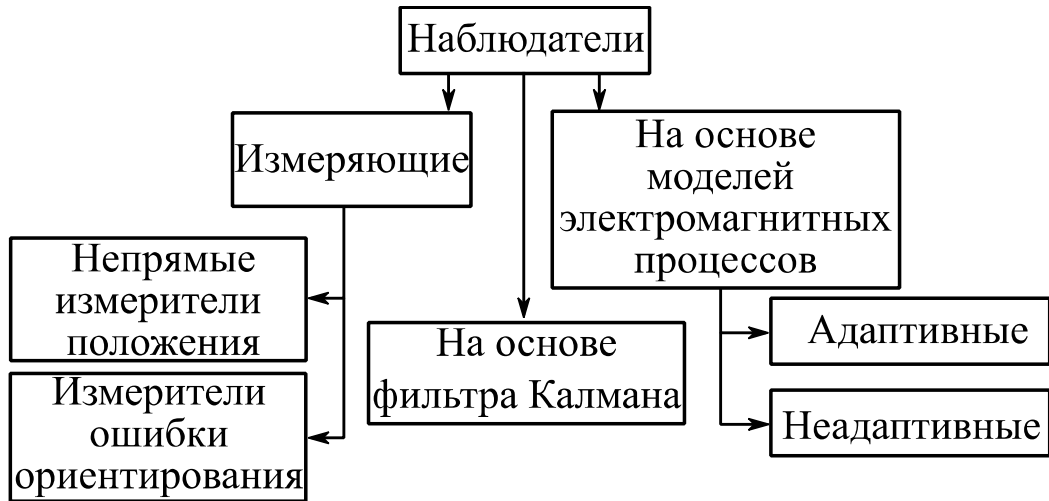 Наблюдатели
Измеряющие
На основе
моделей
электромагнитных
процессов
Непрямые
измерители
положения
Измерители
ошибки
ориентирования
На основе
фильтра Калмана
Адаптивные
Неадаптивные